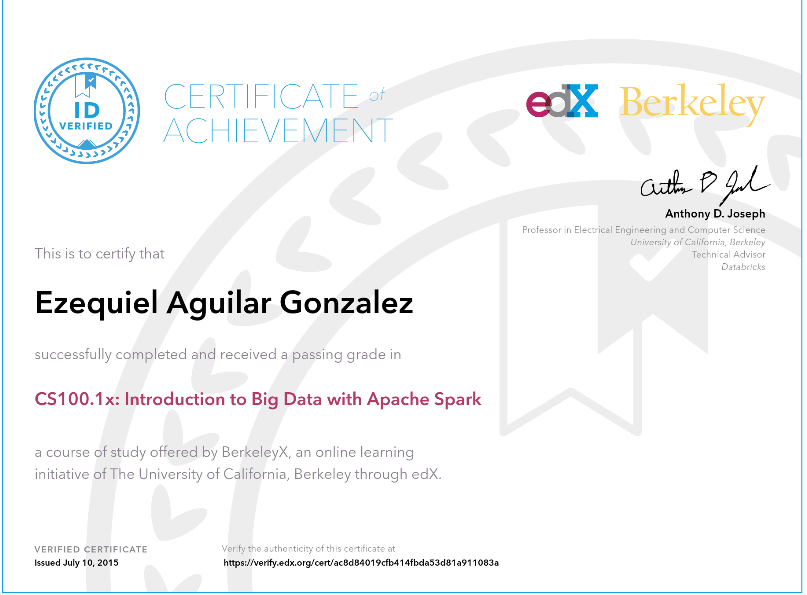 ID
VERIFIED
CERTIFICATE of
ACHIEVEMENT
edX Berkeley
Anthony D. Joseph
Professor in Electrical Engineering and Computer Science
University of California, Berkeley
Technical Advisor
Databricks
This is to certify that
Ezequiel Aguilar Gonzalez
successfully completed and received a passing grade in
CS100.1x: Introduction to Big Data with Apache Spark
a course of study offered by BerkeleyX, an online learning
initiative of The University of California, Berkeley through edX.
VERIFIED CERTIFICATE
Issued July 10, 2015
Verify the authenticity of this certificate at
https://verify.edx.org/cert/ac8d84019cfb414fbda53d81a911083a